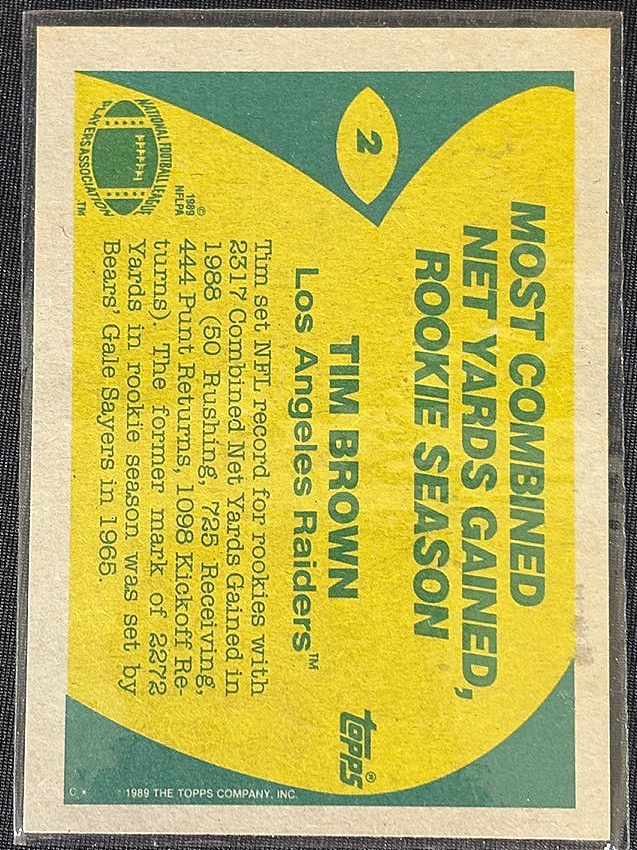 2
MOST COMBINED
NET YARDS GAINED,
ROOKIE SEASON
NATIONAL FOOTBALL LEAGUE
PLAYERS ASSOCIATION
TM
©
1989
NFLPA
TIM BROWN
Los Angeles Raiders™
Tim set NFL record for rookies with
2317 Combined Net Yards Gained in
1988 (50 Rushing, 725 Receiving,
444 Punt Returns, 1098 Kickoff Re-
turns). The former mark of 2272
Yards in rookie season was set by
Bears' Gale Sayers in 1965.
topps®
C * 1989 THE TOPPS COMPANY, INC.